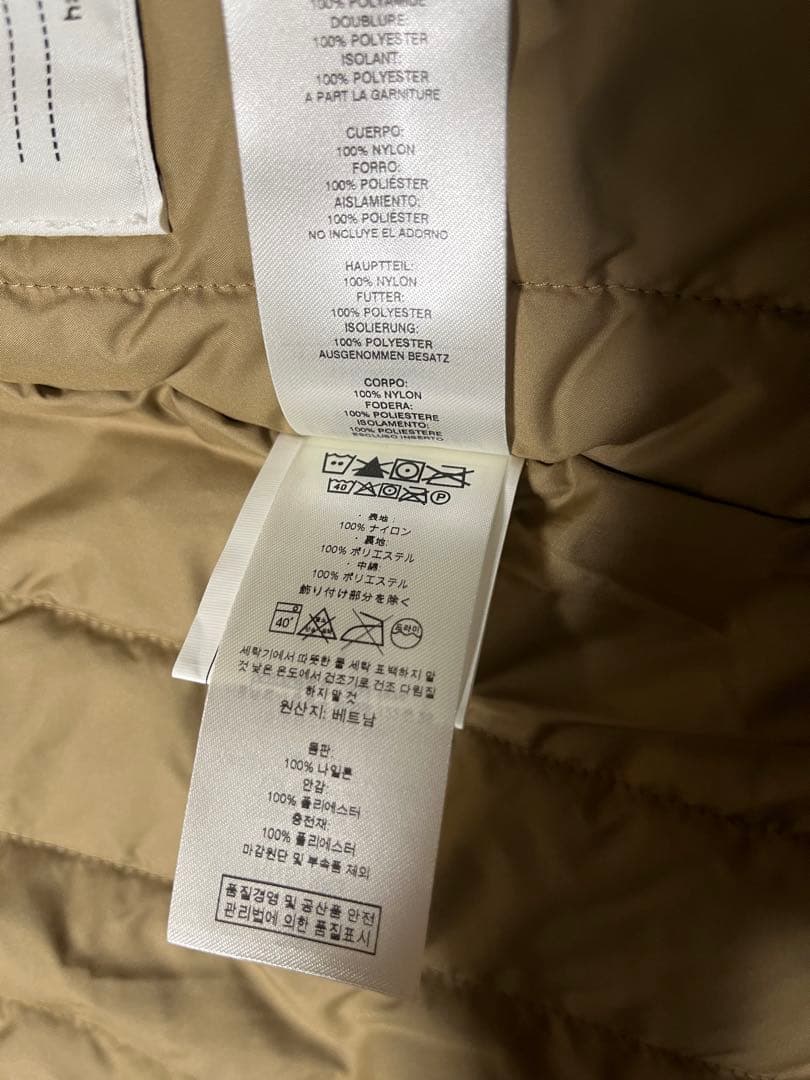 100% POLYAMIDE
DOUBLURE:
100% POLYESTER
ISOLANT:
100% POLYESTER
A PART LA GARNITURE
CUERPO:
100% NYLON
FORRO:
100% POLIÉSTER
AISLAMIENTO:
100% POLIÉSTER
NO INCLUYE EL ADORNO
HAUPTTEIL:
100% NYLON
FUTTER:
100% POLYESTER
ISOLIERUNG:
100% POLYESTER
AUSGENOMMEN BESATZ
CORPO:
100% NYLON
FODERA:
100% POLIESTERE
ISOLAMENTO:
100% POLIESTERE
ESCLUSO INSERTO
40 P
・表地:
100% ナイロン
・裏地:
100% ポリエステル
・中綿:
100% ポリエステル
飾り付け部分を除く
40° 드라이
세탁기에서 따뜻한 물 세탁 표백하지 말
것 낮은 온도에서 건조기로 건조 다림질
하지 말 것
원산지: 베트남
몸판:
100% 나일론
안감:
100% 폴리에스터
충전재:
100% 폴리에스터
마감원단 및 부속품 제외
품질경영 및 공산품 안전
관리법에 의한 품질표시